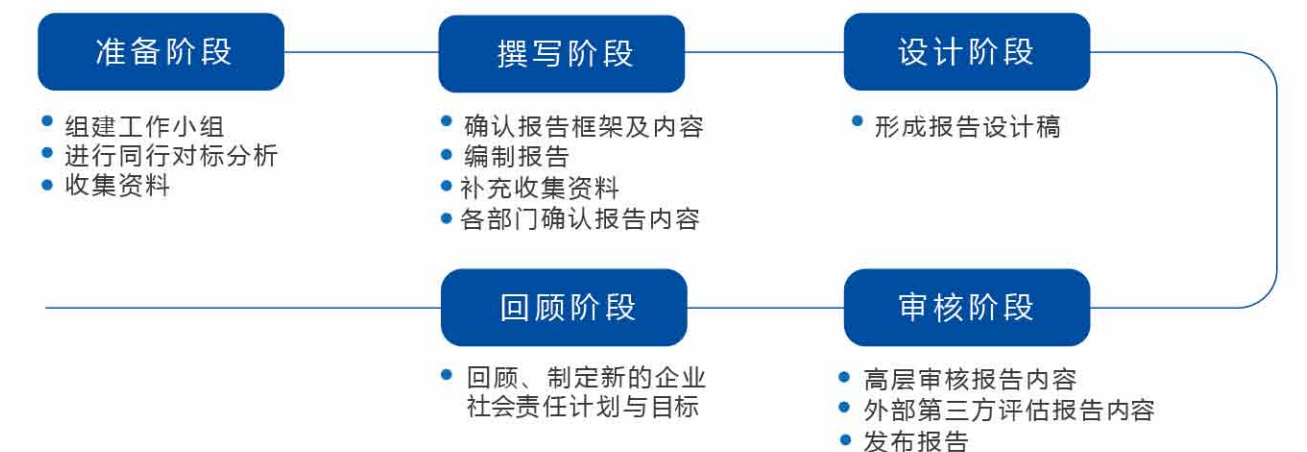 准备阶段
组建工作小组
进行同行对标分析
收集资料
撰写阶段
确认报告框架及内容
编制报告
补充收集资料
各部门确认报告内容
设计阶段
形成报告设计稿
审核阶段
高层审核报告内容
外部第三方评估报告内容
发布报告
回顾阶段
回顾、制定新的企业
社会责任计划与目标